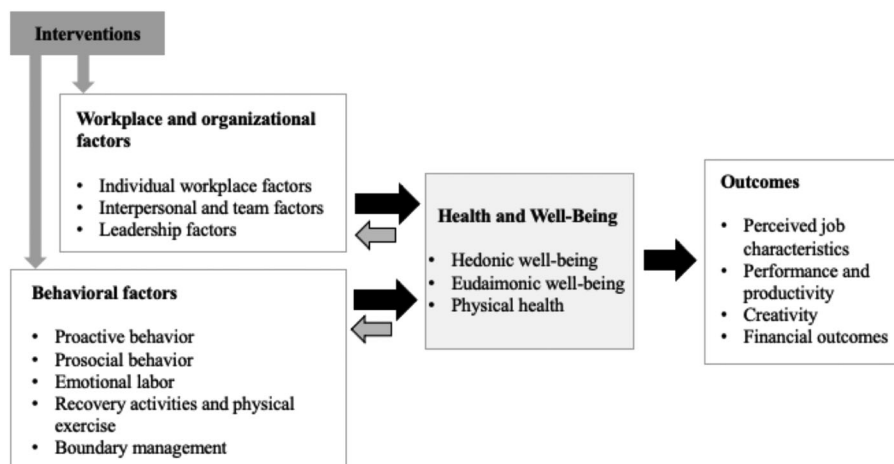 Interventions
Workplace and organizational
factors
• Individual workplace factors
• Interpersonal and team factors
• Leadership factors
Behavioral factors
• Proactive behavior
• Prosocial behavior
• Emotional labor
• Recovery activities and physical
exercise
• Boundary management
Health and Well-Being
• Hedonic well-being
• Eudaimonic well-being
• Physical health
Outcomes
• Perceived job
characteristics
• Performance and
productivity
• Creativity
• Financial outcomes